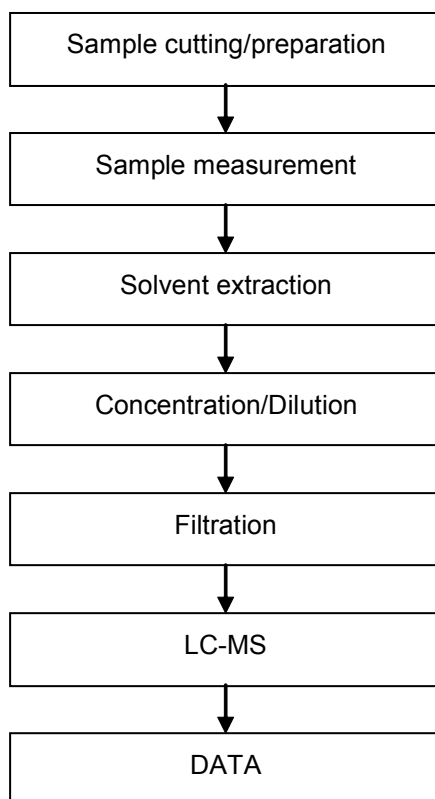 Sample cutting/preparation
Sample measurement
Solvent extraction
Concentration/Dilution
Filtration
LC-MS
DATA